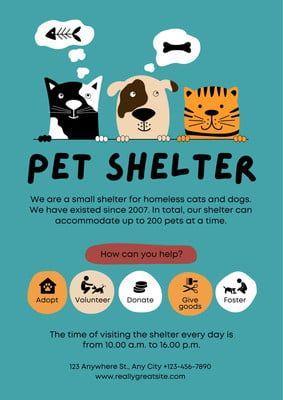 PET SHELTER
We are a small shelter for homeless cats and dogs.
We have existed since 2007. In total, our shelter can
accommodate up to 200 pets at a time.
How can you help?
Adopt
Volunteer
Donate
Give
goods
Foster
The time of visiting the shelter every day is
from 10.00 a.m. to 16.00 p.m.
123 Anywhere St., Any City +123-456-7890
www.reallygreatsite.com